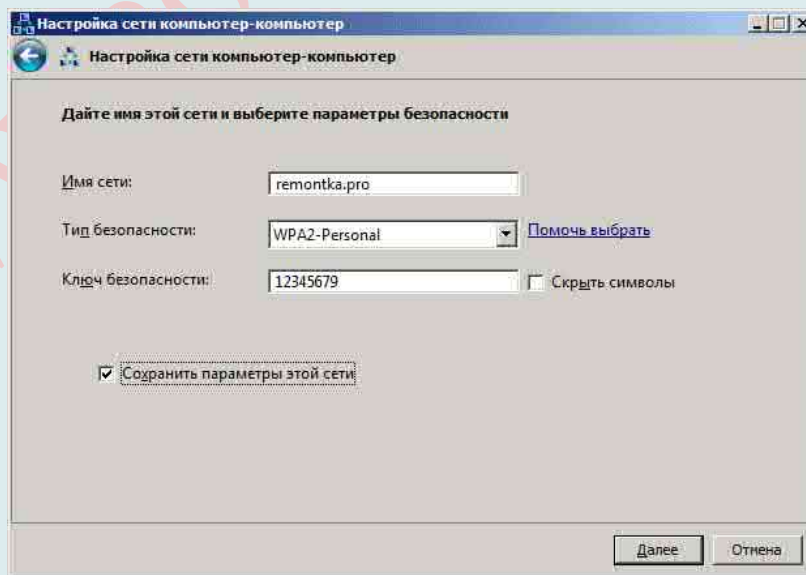 Настройка сети компьютер-компьютер
Настройка сети компьютер-компьютер
Дайте имя этой сети и выберите параметры безопасности
Имя сети: remontka.pro
Тип безопасности: WPA2-Personal Помочь выбрать
Ключ безопасности: 12345679 Скрыть символы
Сохранить параметры этой сети
Далее Отмена